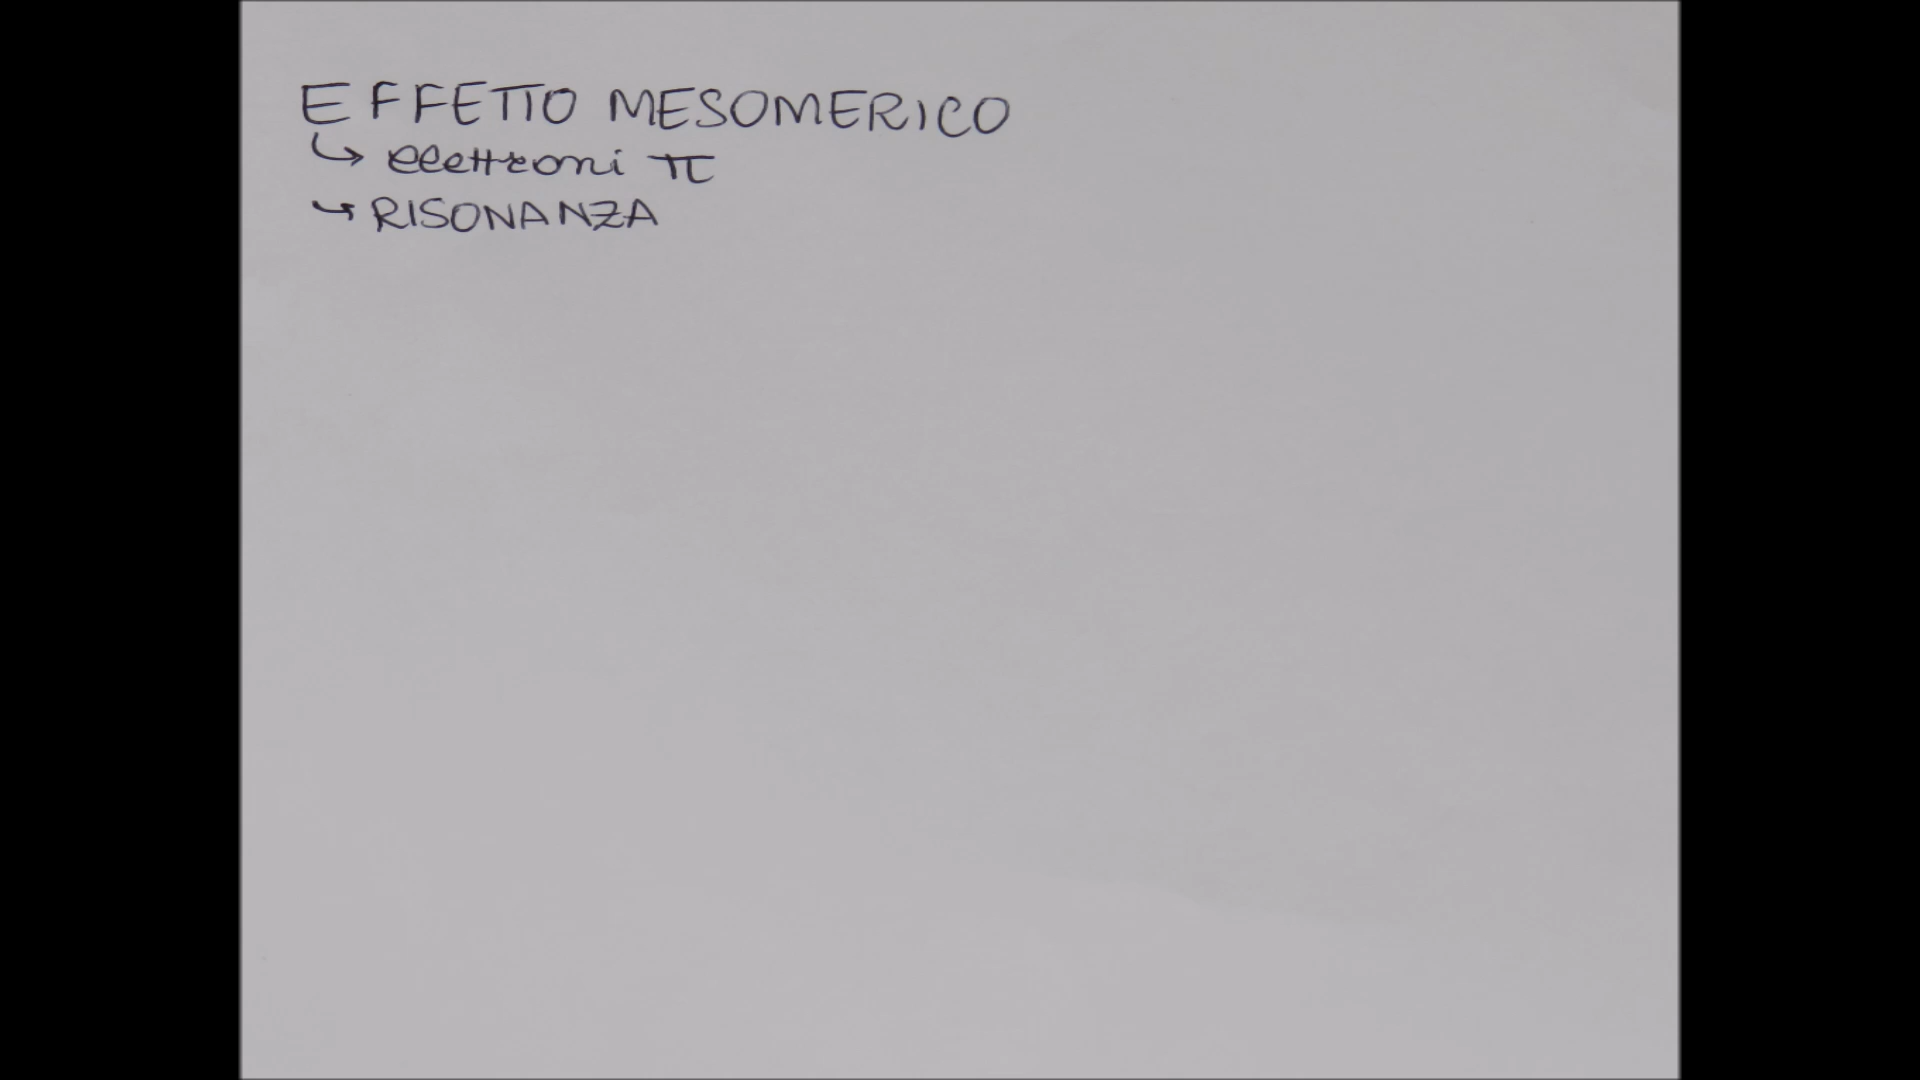 EFFETTO MESOMERICO
↳ elettroni π
↳ RISONANZA